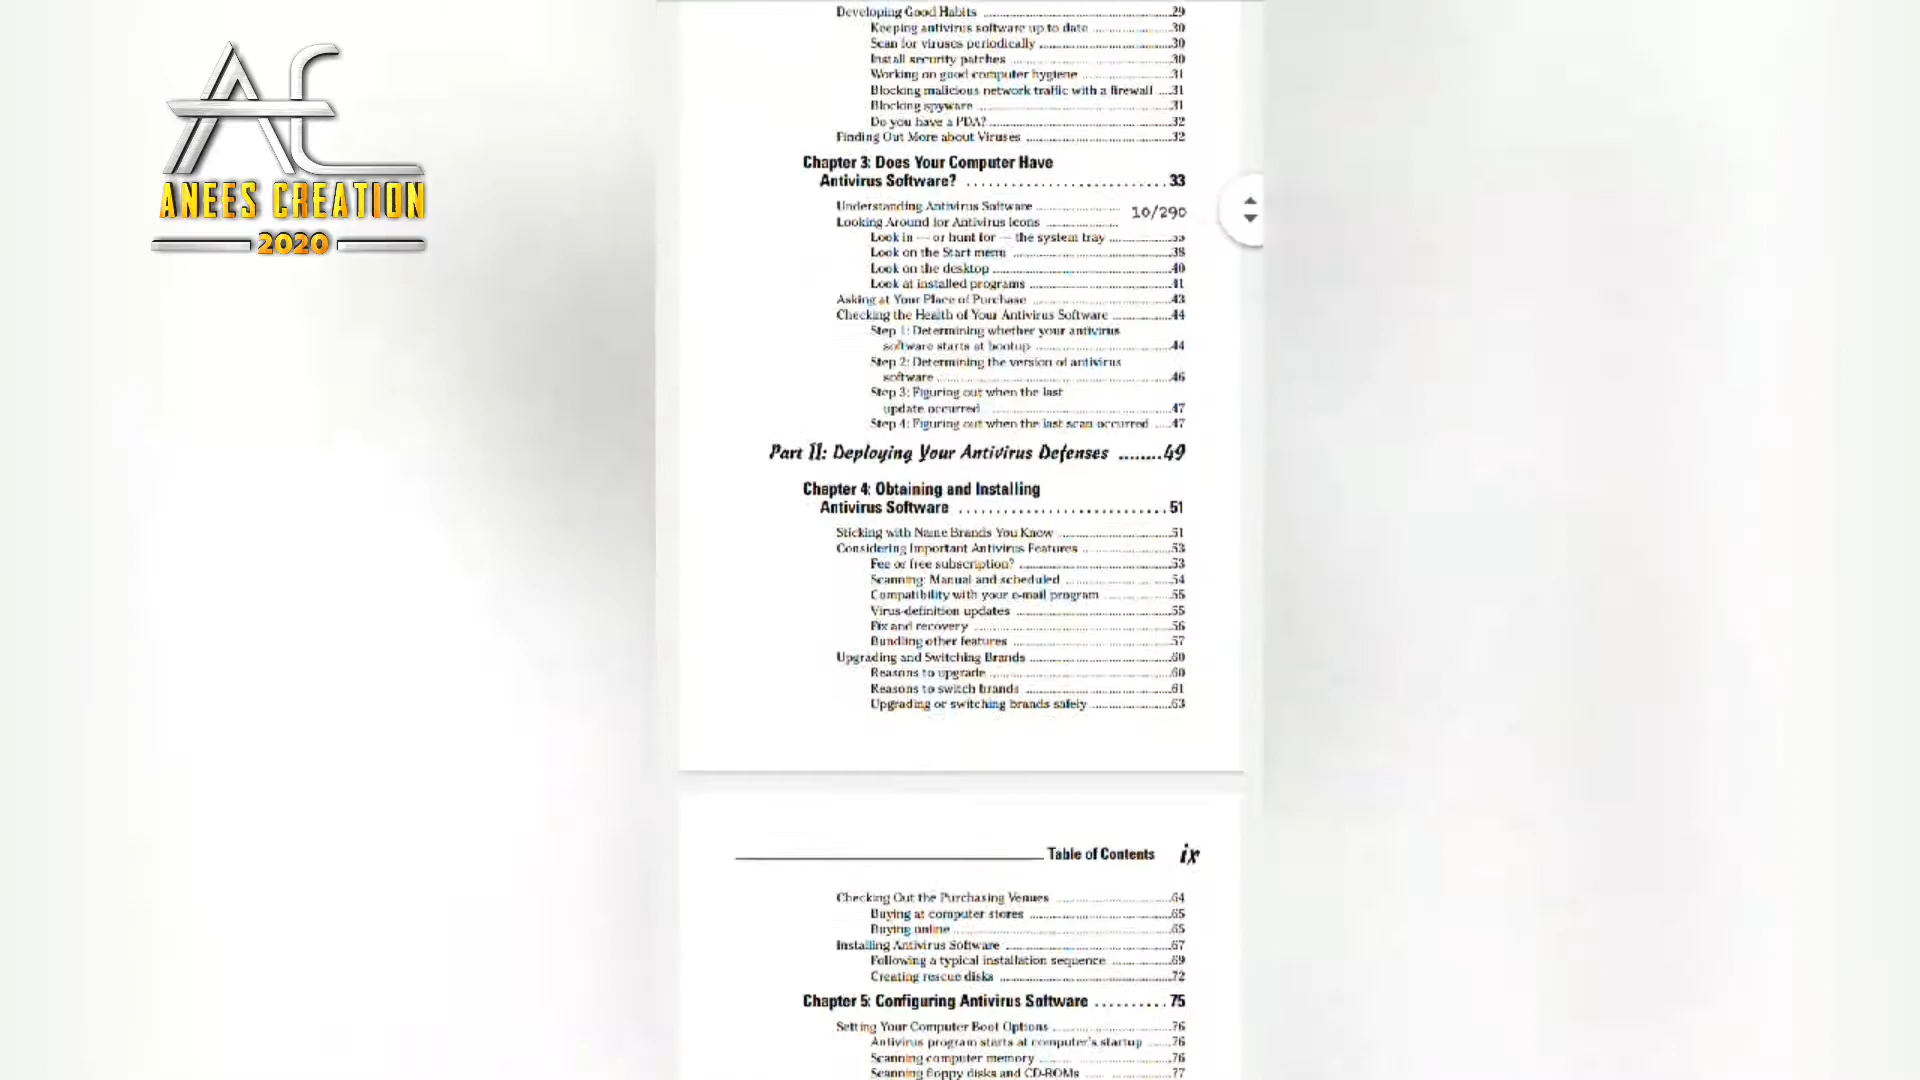 AC
ANEES CREATION
2020
Developing Good Habits ....29
Keeping antivirus software up to date ....30
Scan for viruses periodically ....30
Install security patches ....30
Working on good computer hygiene ....31
Blocking malicious network traffic with a firewall ....31
Blocking spyware ....31
Do you have a PDA? ....32
Finding Out More about Viruses ....32
Chapter 3: Does Your Computer Have
Antivirus Software? ....33
Understanding Antivirus Software ....
10/290
Looking Around for Antivirus Icons ....
Look in — or hunt for — the system tray ....
Look on the Start menu ....38
Look on the desktop ....40
Look at installed programs ....41
Asking at Your Place of Purchase ....43
Checking the Health of Your Antivirus Software ....44
Step 1: Determining whether your antivirus
software starts at bootup ....44
Step 2: Determining the version of antivirus
software ....46
Step 3: Figuring out when the last
update occurred ....47
Step 4: Figuring out when the last scan occurred ....47
Part II: Deploying Your Antivirus Defenses ........49
Chapter 4: Obtaining and Installing
Antivirus Software ....51
Sticking with Name Brands You Know ....51
Considering Important Antivirus Features ....53
Fee or free subscription? ....53
Scanning: Manual and scheduled ....54
Compatibility with your e-mail program ....55
Virus-definition updates ....55
Fix and recovery ....56
Bundling other features ....57
Upgrading and Switching Brands ....60
Reasons to upgrade ....60
Reasons to switch brands ....61
Upgrading or switching brands safely ....63
Table of Contents ix
Checking Out the Purchasing Venues ....64
Buying at computer stores ....65
Buying online ....65
Installing Antivirus Software ....67
Following a typical installation sequence ....69
Creating rescue disks ....72
Chapter 5: Configuring Antivirus Software ....75
Setting Your Computer Boot Options ....76
Antivirus program starts at computer's startup ....76
Scanning computer memory ....76
Scanning floppy disks and CD-ROMs ....77